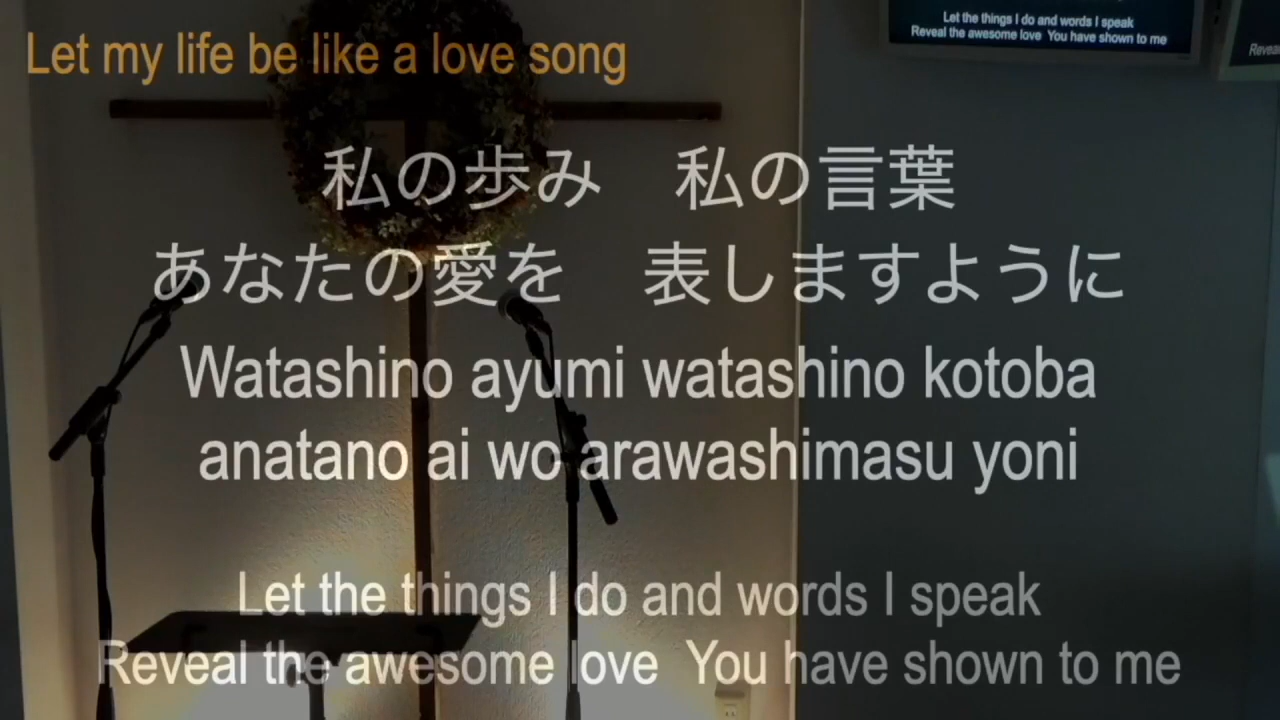 Let my life be like a love song
Let the things I do and words I speak
Reveal the awesome love You have shown to me
私の歩み 私の言葉
あなたの愛を 表しますように
Watashino ayumi watashino kotoba
anatano ai wo arawashimasu yoni
Let the things I do and words I speak
Reveal the awesome love You have shown to me